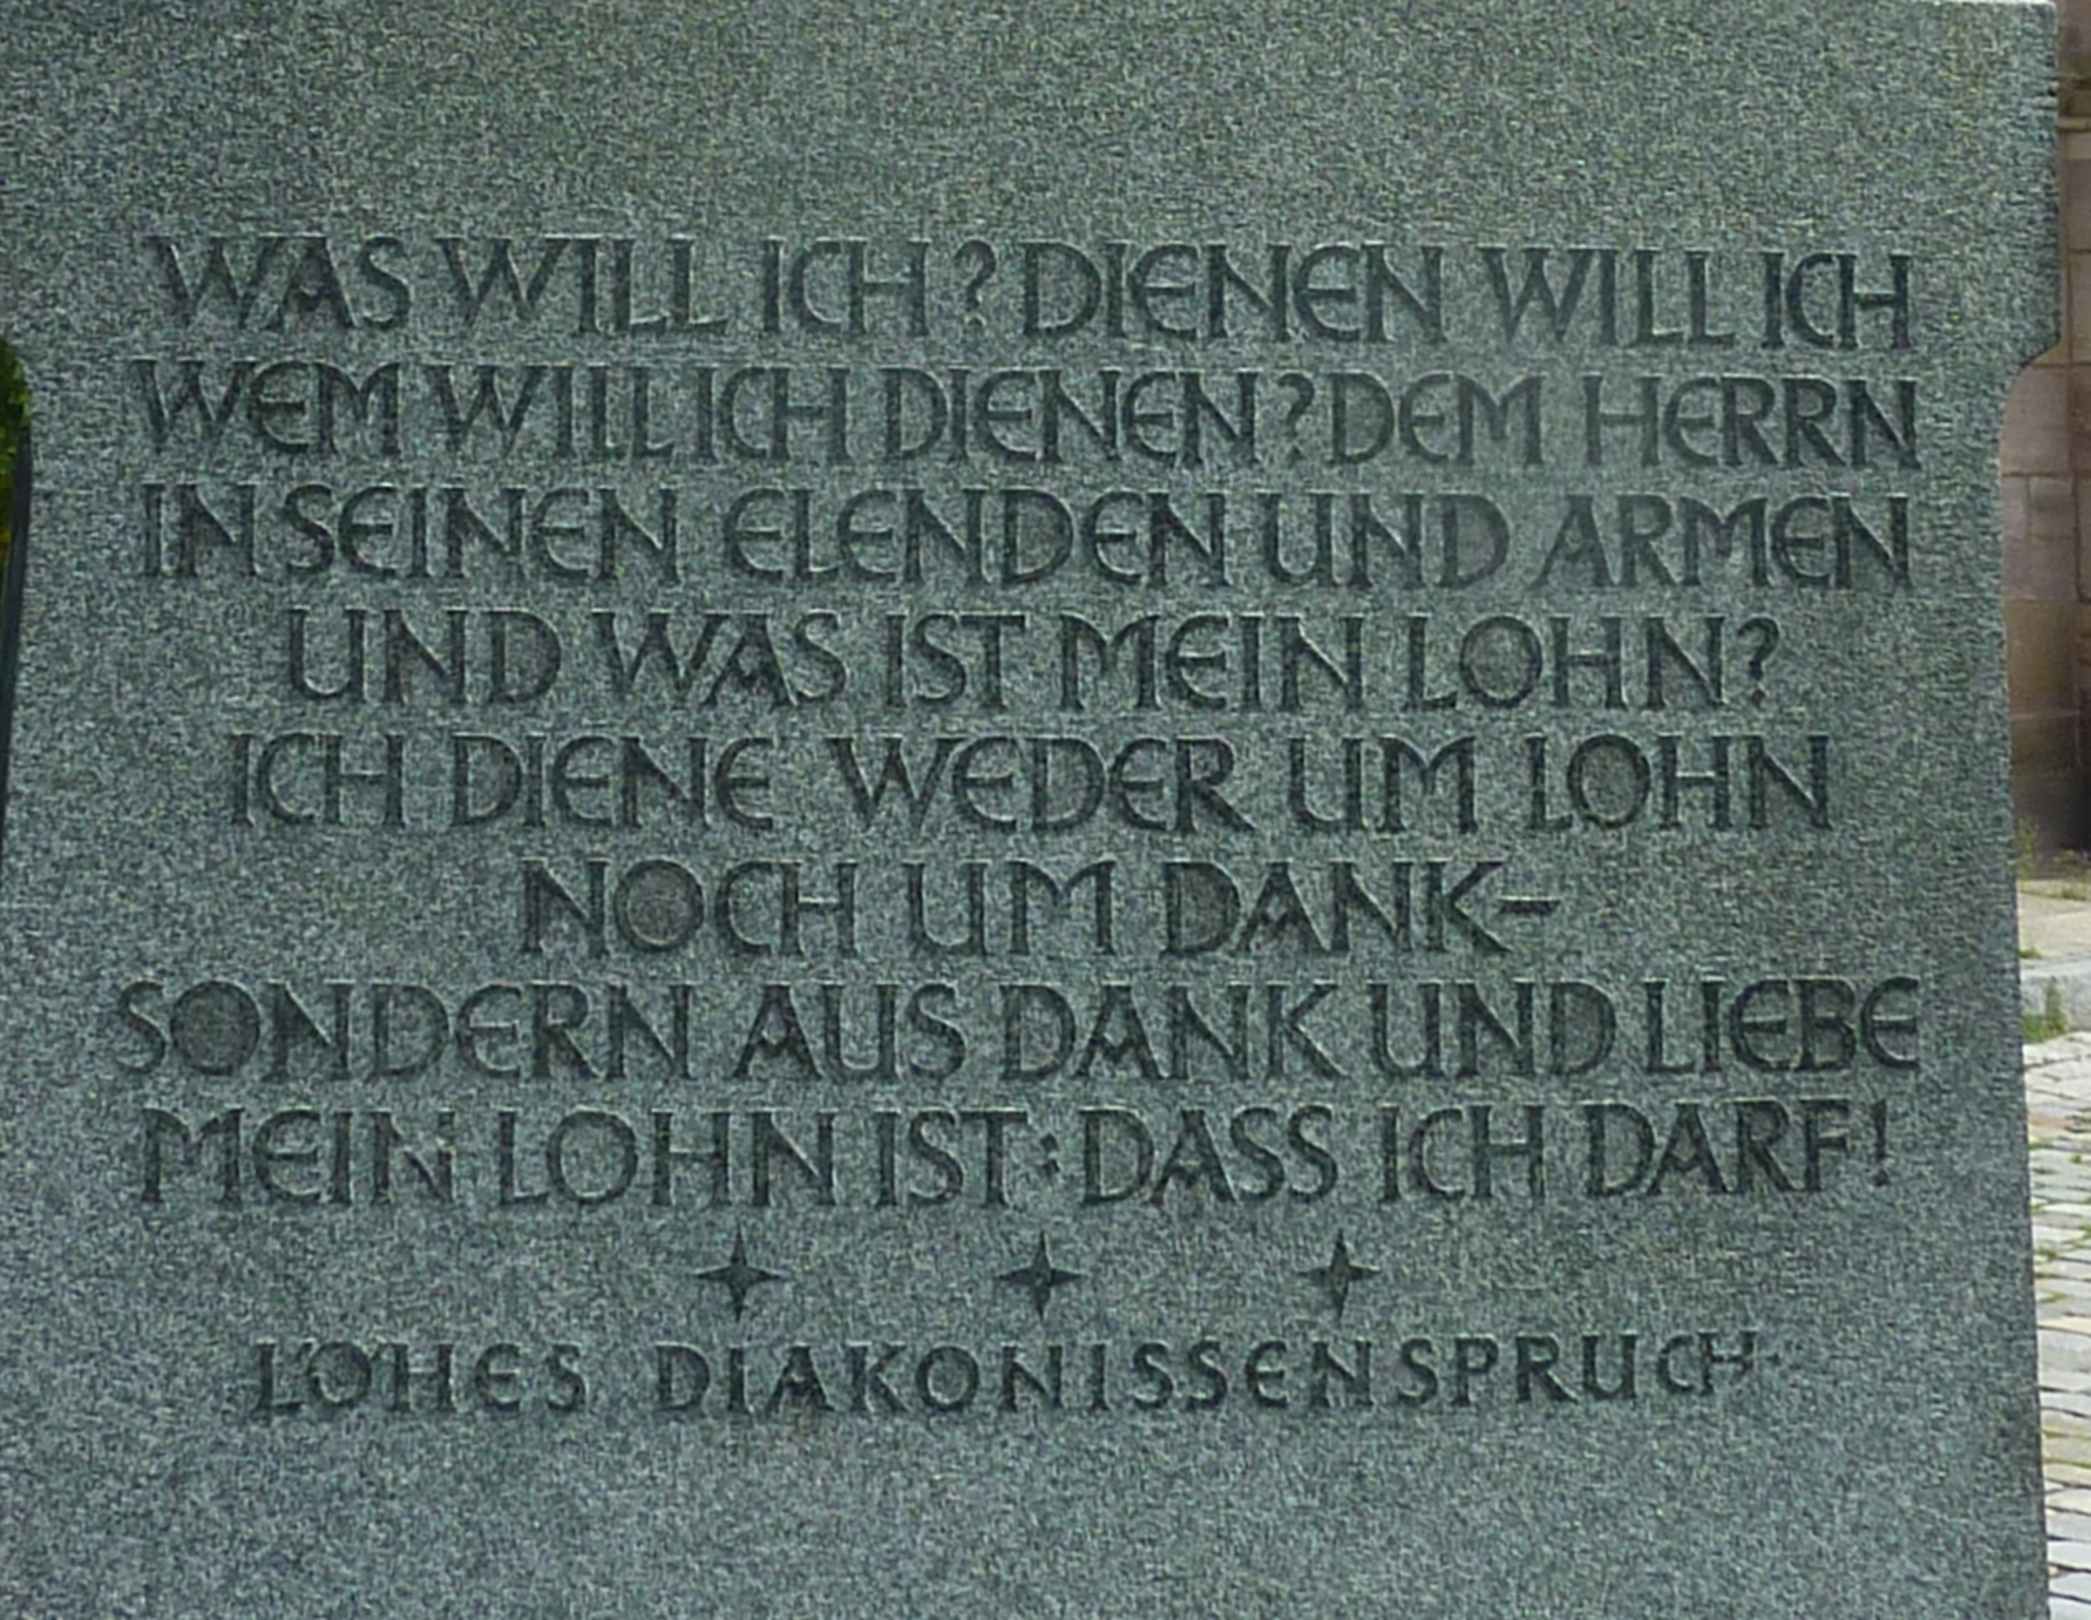 WAS WILL ICH? DIENEN WILL ICH
WEM WILL ICH DIENEN? DEM HERRN
IN SEINEN ELENDEN UND ARMEN
UND WAS IST MEIN LOHN?
ICH DIENE WEDER UM LOHN
NOCH UM DANK-
SONDERN AUS DANK UND LIEBE
MEIN LOHN IST: DASS ICH DARF!
LÖHES DIAKONISSENSPRUCH